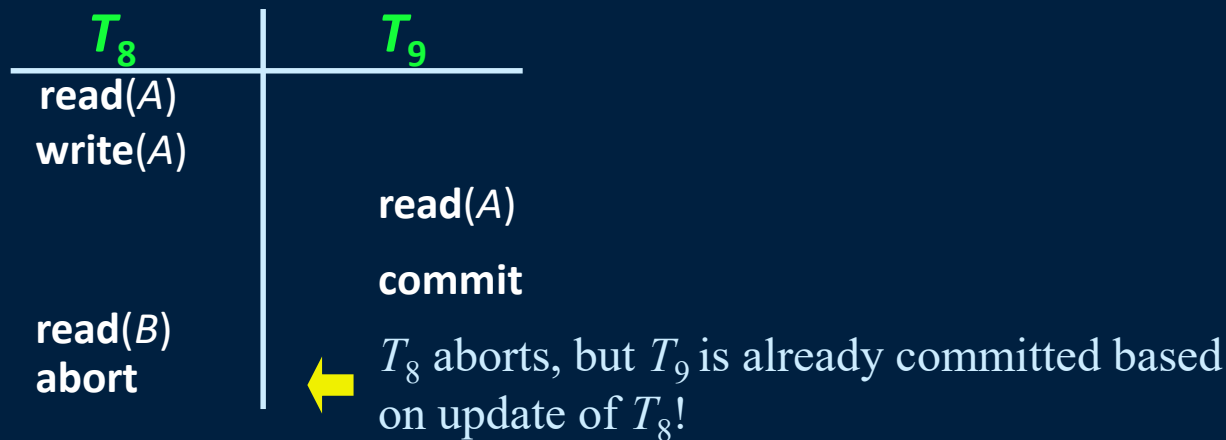 T₈ T₉
read(A)
write(A)
read(A)
commit
read(B)
abort
T₈ aborts, but T₉ is already committed based
on update of T₈!